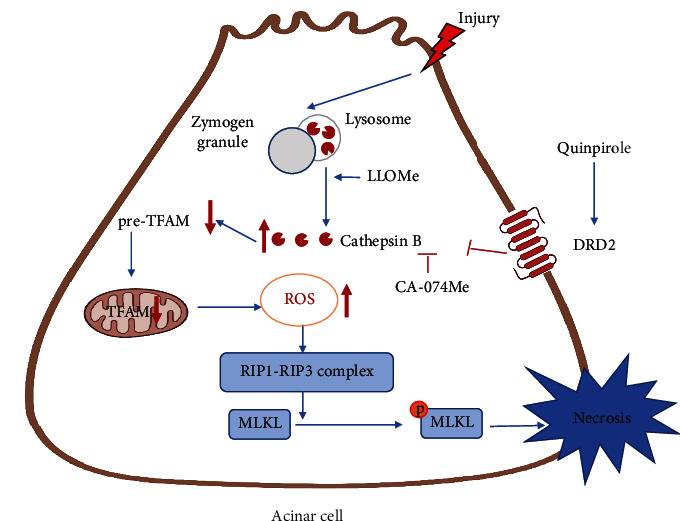 Injury
Zymogen
granule
Lysosome
Quinpirole
LLOMe
pre-TFAM
Cathepsin B
DRD2
CA-074Me
TFAM
ROS
RIP1-RIP3 complex
MLKL
p
MLKL
Necrosis
Acinar cell